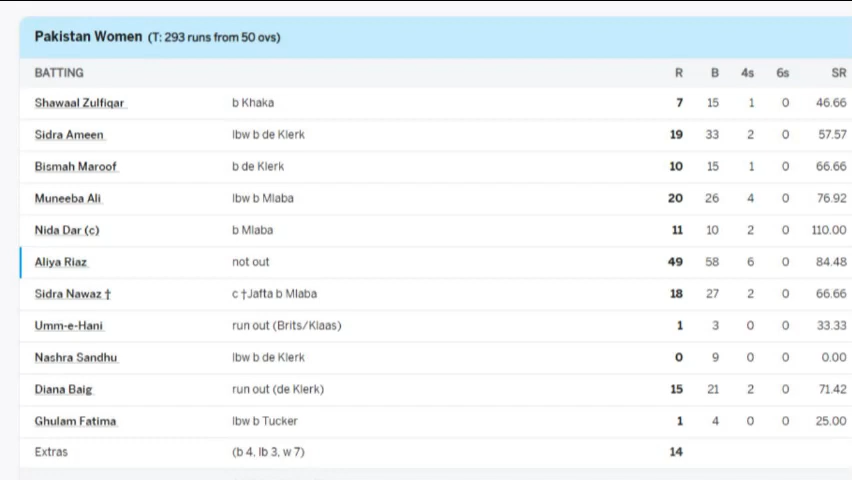 Pakistan Women (T: 293 runs from 50 ovs)
BATTING R B 4s 6s SR
Shawaal Zulfiqar b Khaka 7 15 1 0 46.66
Sidra Ameen lbw b de Klerk 19 33 2 0 57.57
Bismah Maroof b de Klerk 10 15 1 0 66.66
Muneeba Ali lbw b Mlaba 20 26 4 0 76.92
Nida Dar (c) b Mlaba 11 10 2 0 110.00
Aliya Riaz not out 49 58 6 0 84.48
Sidra Nawaz † c †Jafta b Mlaba 18 27 2 0 66.66
Umm-e-Hani run out (Brits/Klaas) 1 3 0 0 33.33
Nashra Sandhu lbw b de Klerk 0 9 0 0 0.00
Diana Baig run out (de Klerk) 15 21 2 0 71.42
Ghulam Fatima lbw b Tucker 1 4 0 0 25.00
Extras (b 4, lb 3, w 7) 14